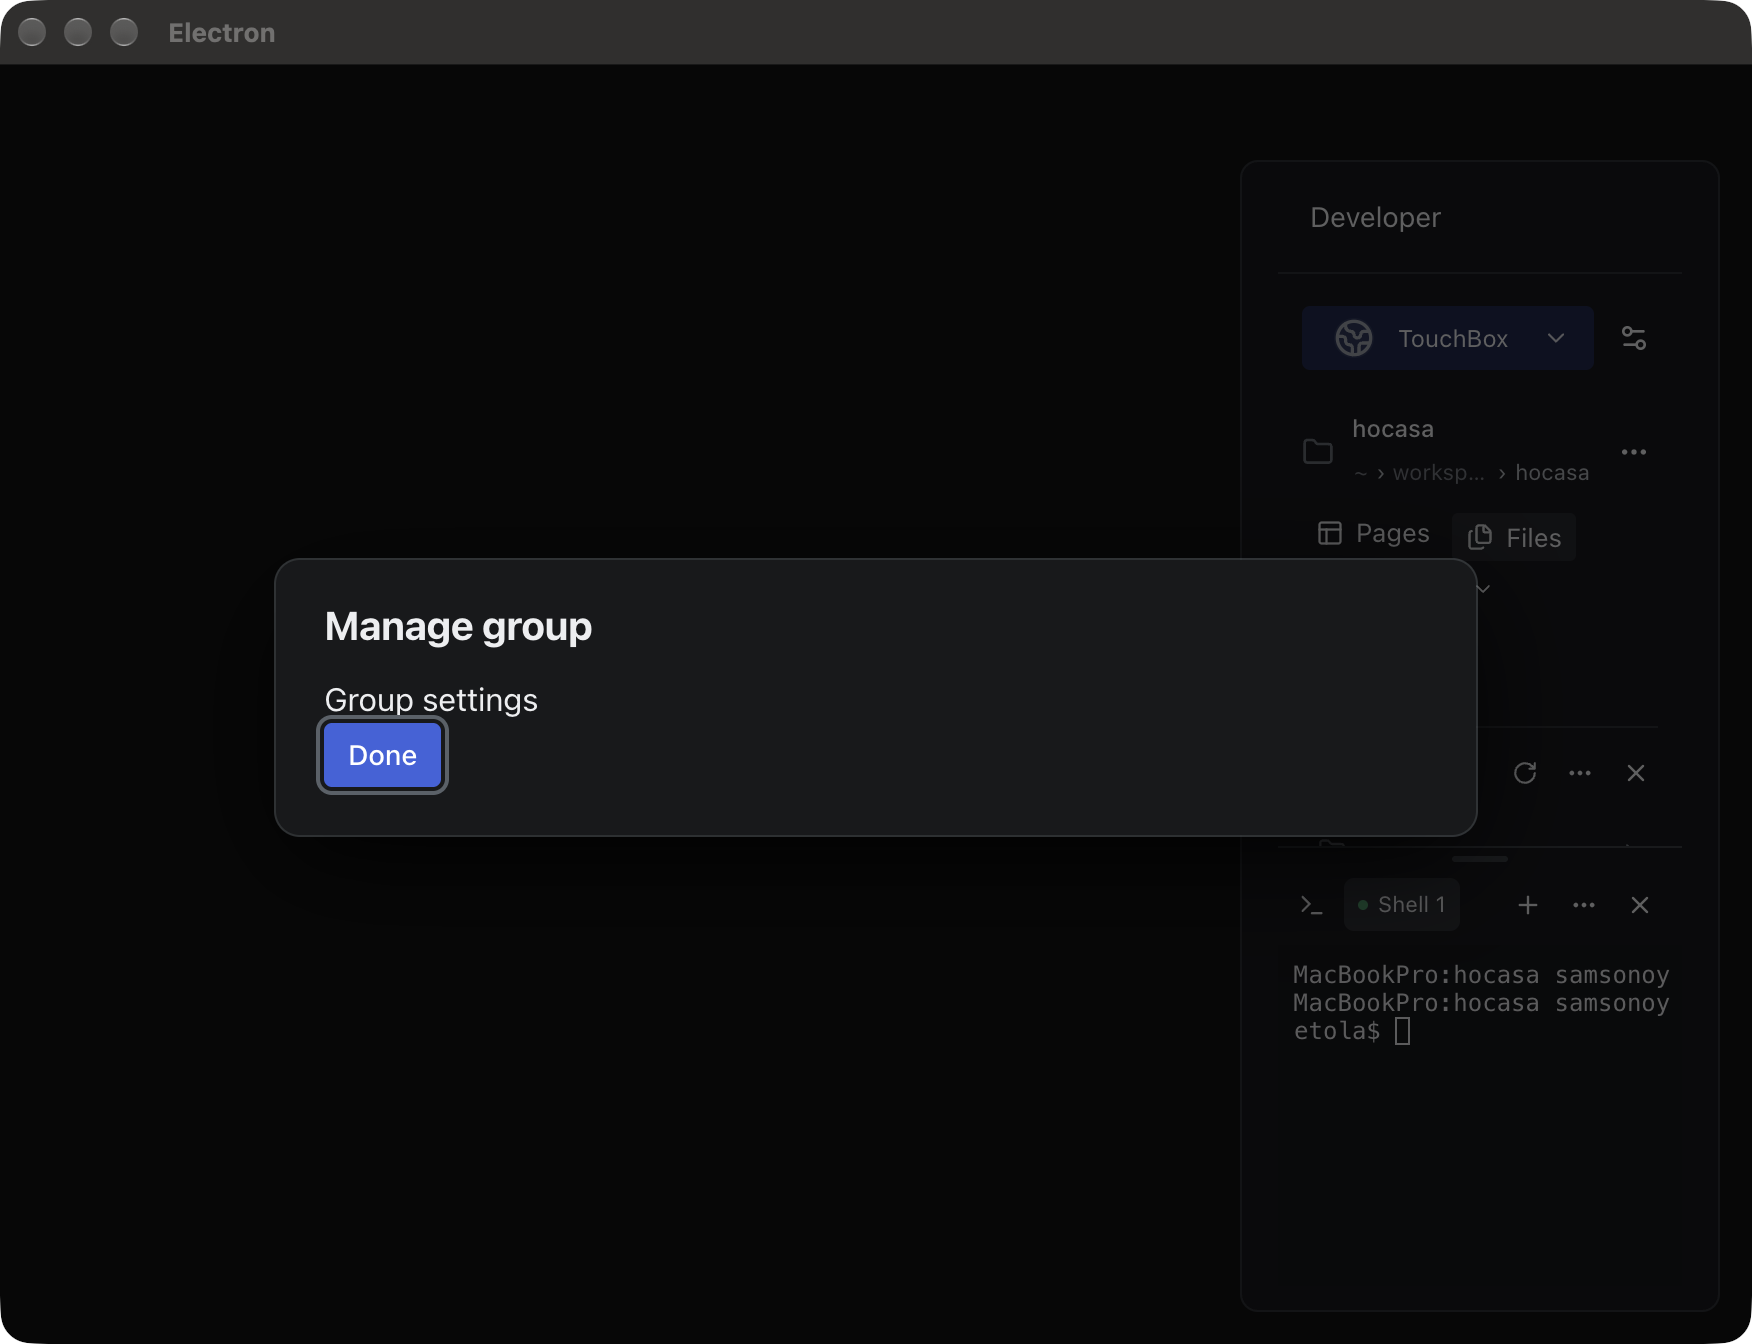 Electron
Developer
TouchBox
hocasa
~ › worksp... › hocasa
Pages
Files
Manage group
Group settings
Done
Shell 1
MacBookPro:hocasa samsonoy
MacBookPro:hocasa samsonoy
etola$